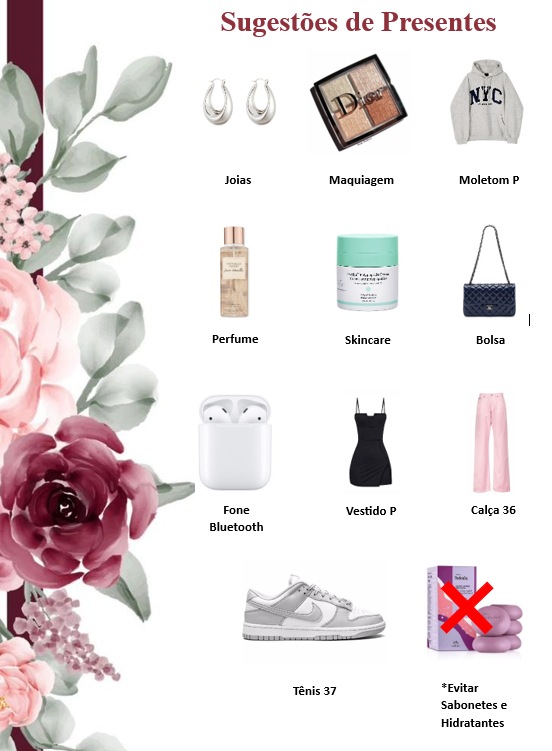 Sugestões de Presentes
Dior
NYC
Joias
Maquiagem
Moletom P
Perfume
Skincare
Bolsa
Fone
Bluetooth
Vestido P
Calça 36
Tênis 37
*Evitar
Sabonetes e
Hidratantes